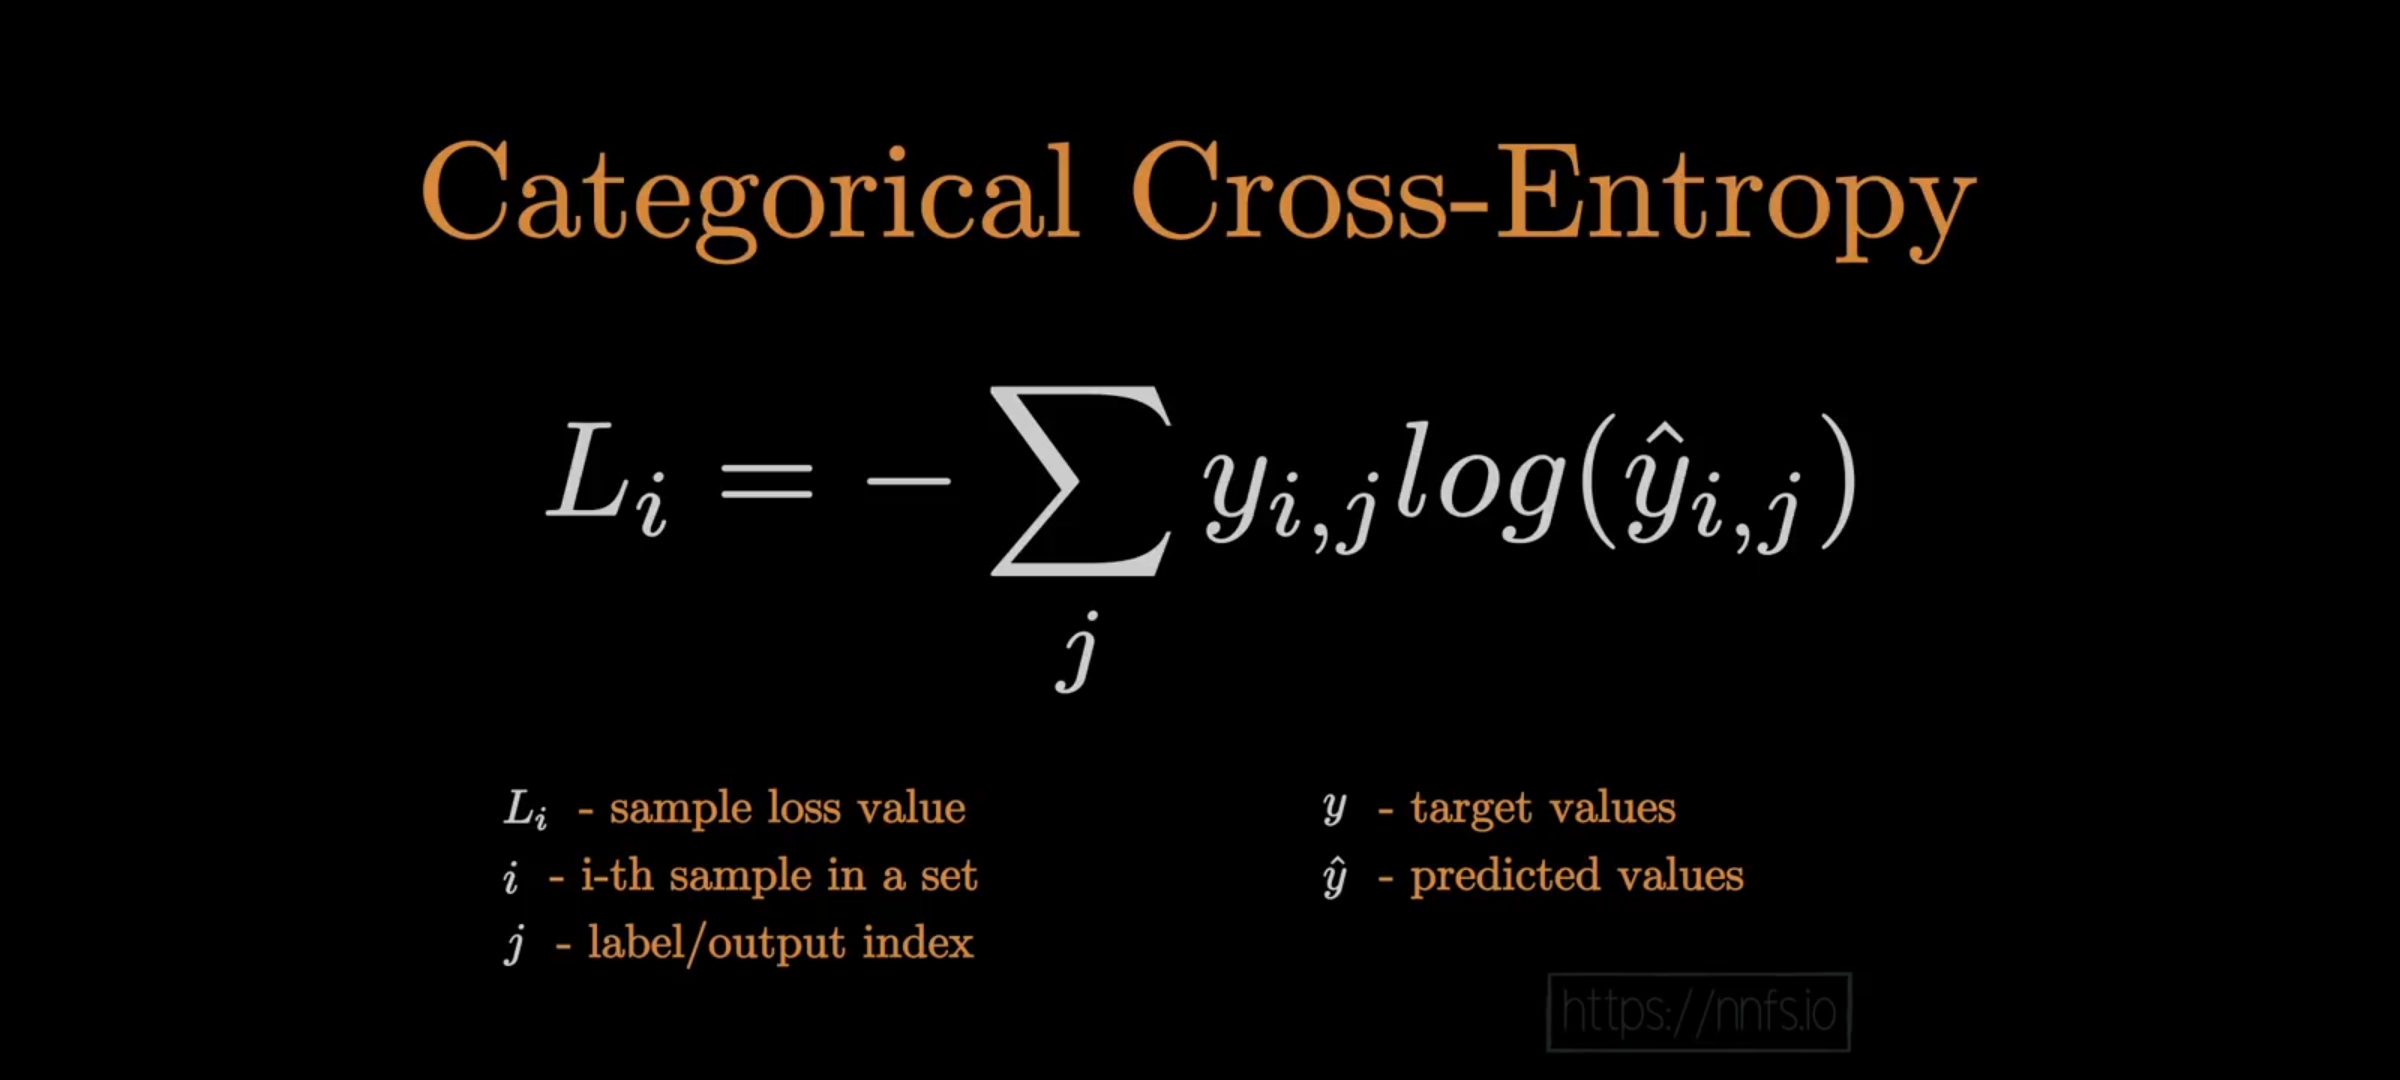 Categorical Cross-Entropy
L_i = - \sum_j y_{i,j} log(\hat{y}_{i,j})
L_i - sample loss value
i - i-th sample in a set
j - label/output index
y - target values
ŷ - predicted values
https://nnfs.io